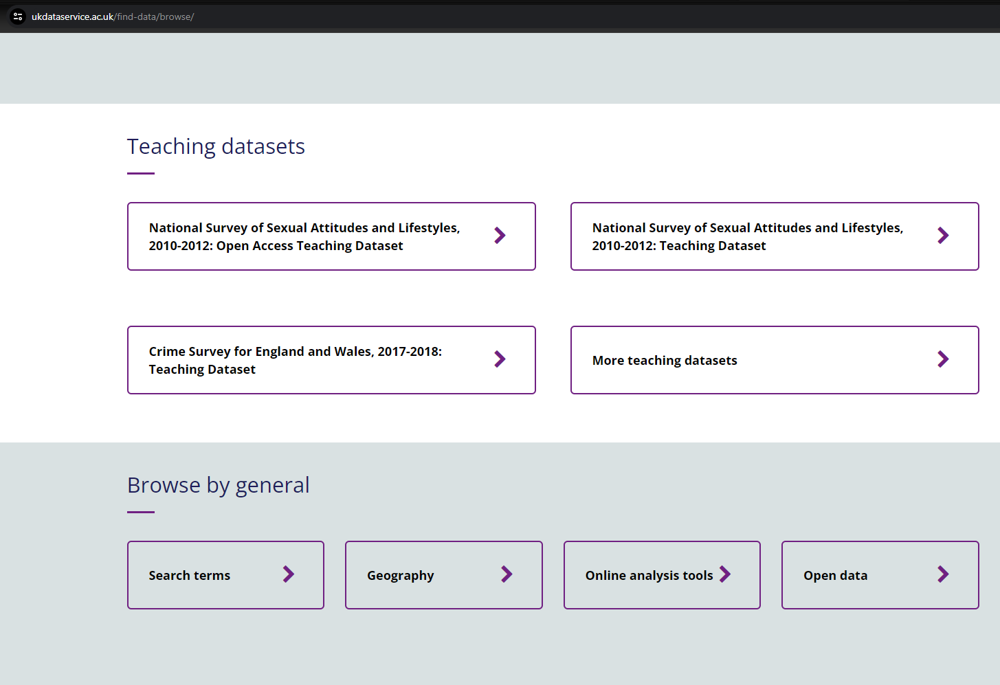 ukdataservice.ac.uk/find-data/browse/
Teaching datasets
National Survey of Sexual Attitudes and Lifestyles,
2010-2012: Open Access Teaching Dataset
National Survey of Sexual Attitudes and Lifestyles,
2010-2012: Teaching Dataset
Crime Survey for England and Wales, 2017-2018:
Teaching Dataset
More teaching datasets
Browse by general
Search terms
Geography
Online analysis tools
Open data